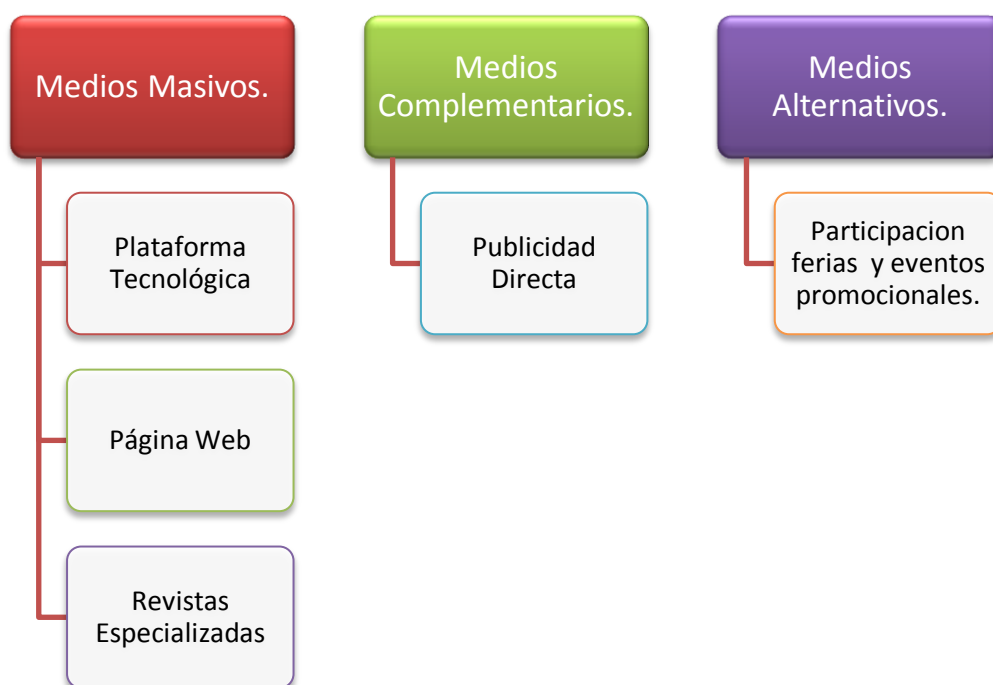 Medios Masivos.
Plataforma
Tecnológica
Página Web
Revistas
Especializadas
Medios
Complementarios.
Publicidad
Directa
Medios
Alternativos.
Participacion
ferias y eventos
promocionales.